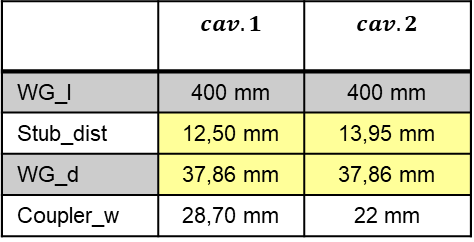 cav.1 cav.2
WG_l 400 mm 400 mm
Stub_dist 12,50 mm 13,95 mm
WG_d 37,86 mm 37,86 mm
Coupler_w 28,70 mm 22 mm